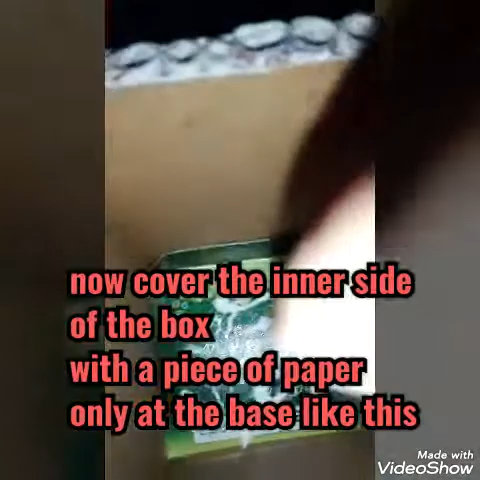 now cover the inner side
of the box
with a piece of paper
only at the base like this
Made with
VideoShow